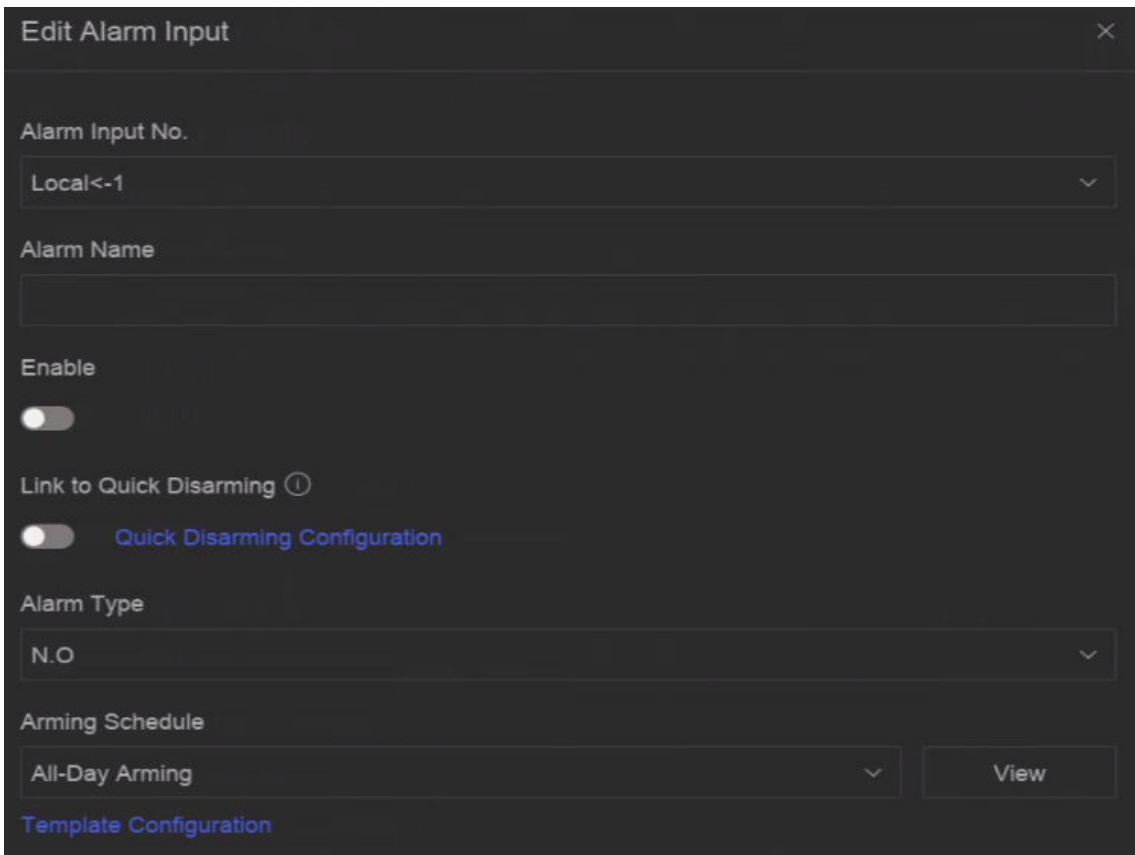 Edit Alarm Input
Alarm Input No.
Local<-1
Alarm Name
Enable
Link to Quick Disarming
Quick Disarming Configuration
Alarm Type
N.O
Arming Schedule
All-Day Arming
View
Template Configuration